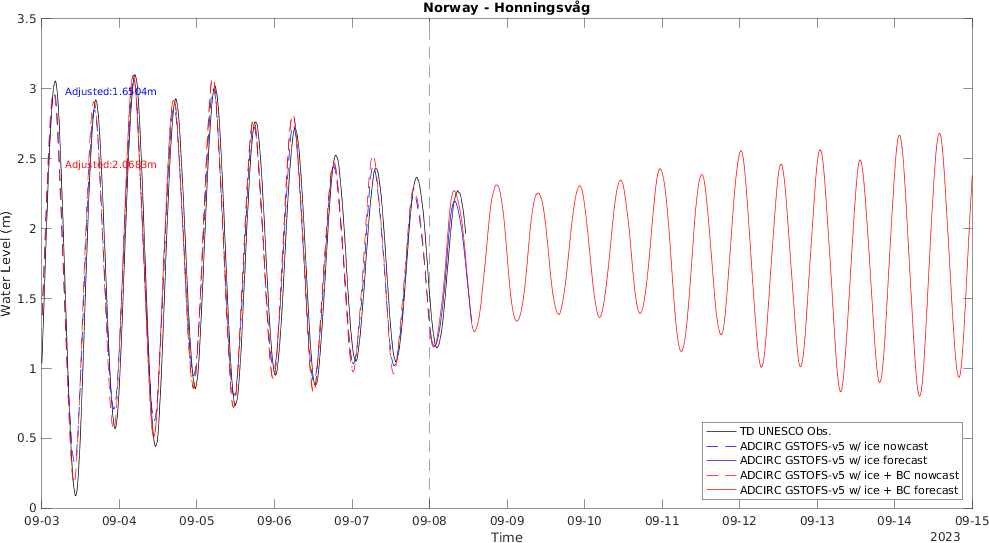 Norway - Honningsvåg
3.5
3
2.5
2
1.5
1
0.5
0
Water Level (m)
Adjusted:1.6504m
Adjusted:2.0683m
TD UNESCO Obs.
ADCIRC GSTOFS-v5 w/ ice nowcast
ADCIRC GSTOFS-v5 w/ ice forecast
ADCIRC GSTOFS-v5 w/ ice + BC nowcast
ADCIRC GSTOFS-v5 w/ ice + BC forecast
09-03 09-04 09-05 09-06 09-07 09-08 09-09 09-10 09-11 09-12 09-13 09-14 09-15
Time
2023